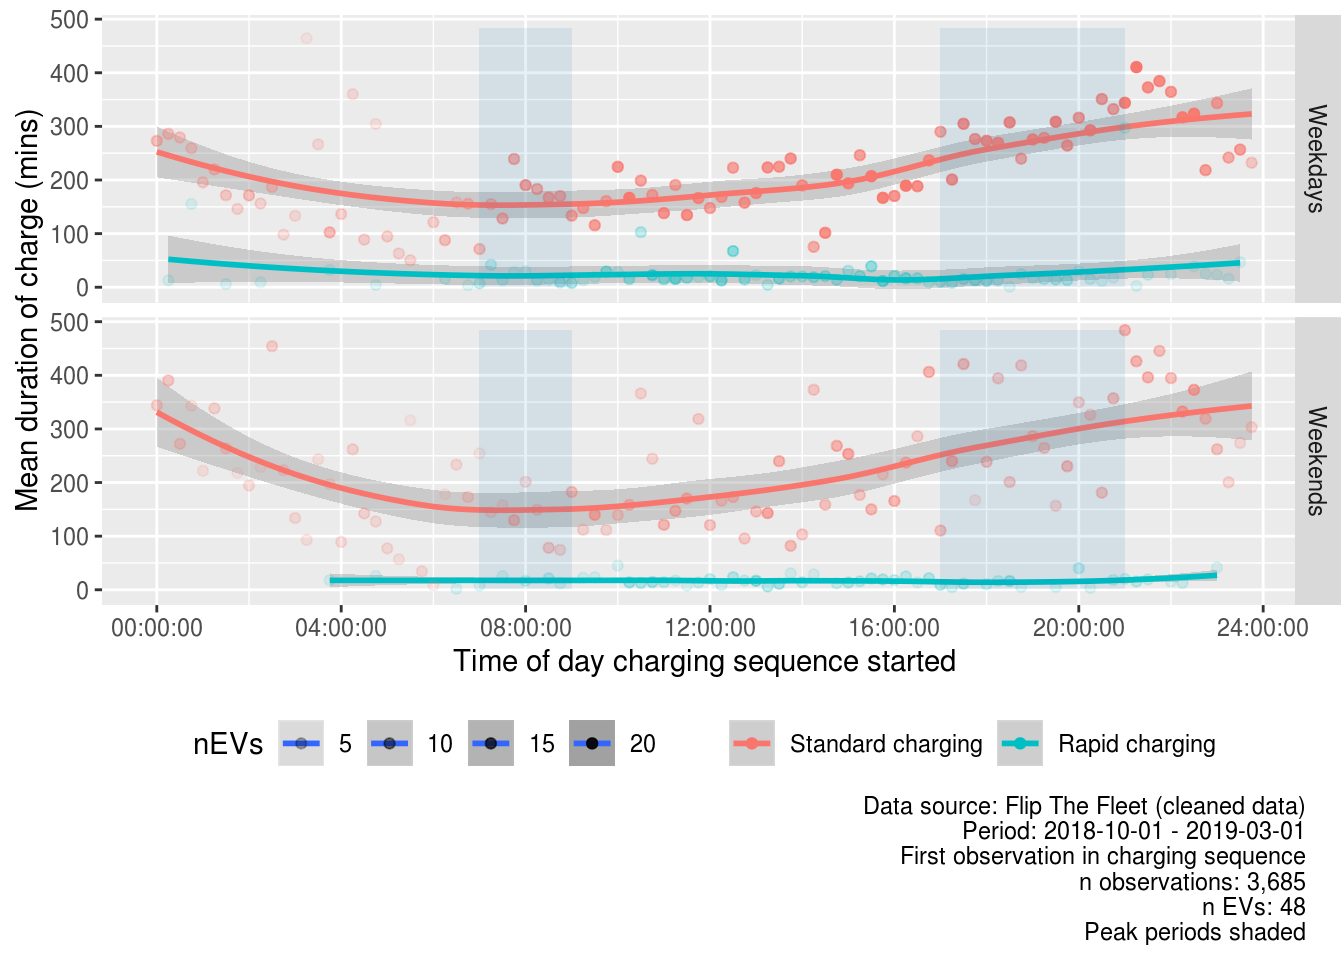 Mean duration of charge (mins)
500
400
300
200
100
0
Weekdays
500
400
300
200
100
0
Weekends
00:00:00 04:00:00 08:00:00 12:00:00 16:00:00 20:00:00 24:00:00
Time of day charging sequence started
nEVs 5 10 15 20 Standard charging Rapid charging
Data source: Flip The Fleet (cleaned data)
Period: 2018-10-01 - 2019-03-01
First observation in charging sequence
n observations: 3,685
n EVs: 48
Peak periods shaded